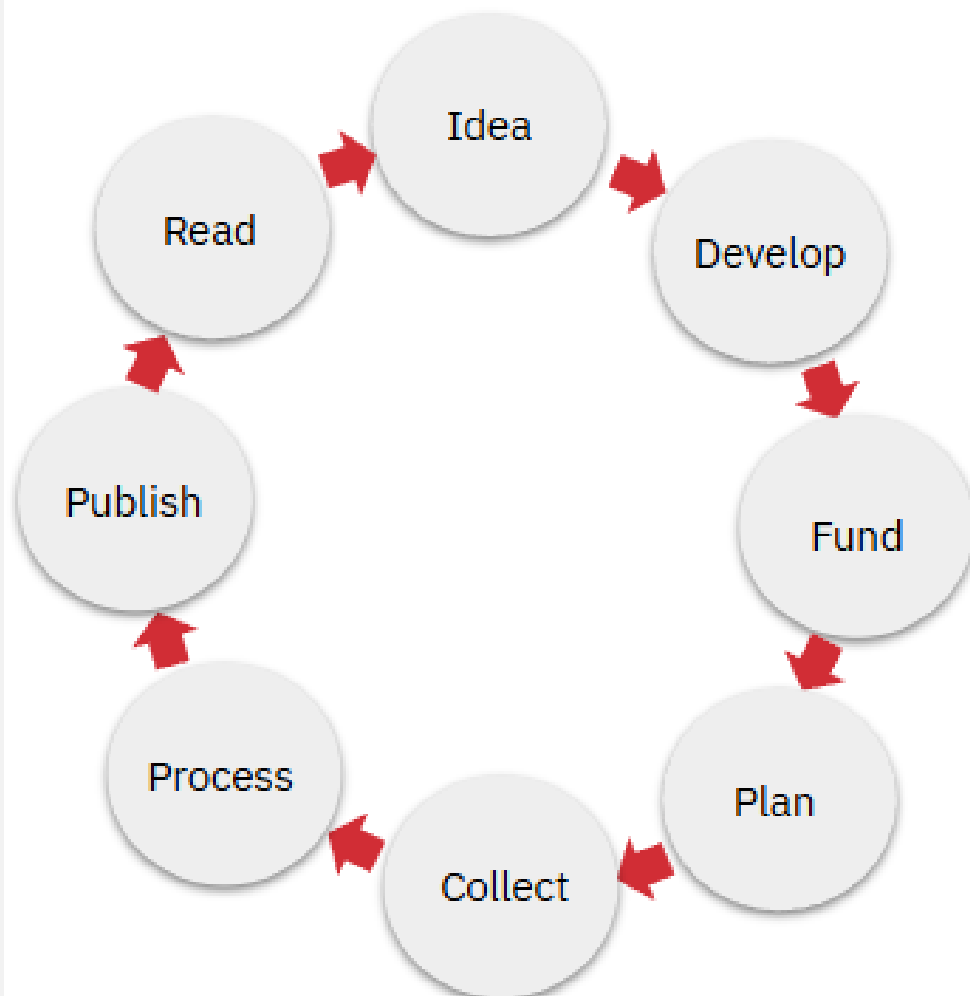 Idea
Develop
Fund
Plan
Collect
Process
Publish
Read